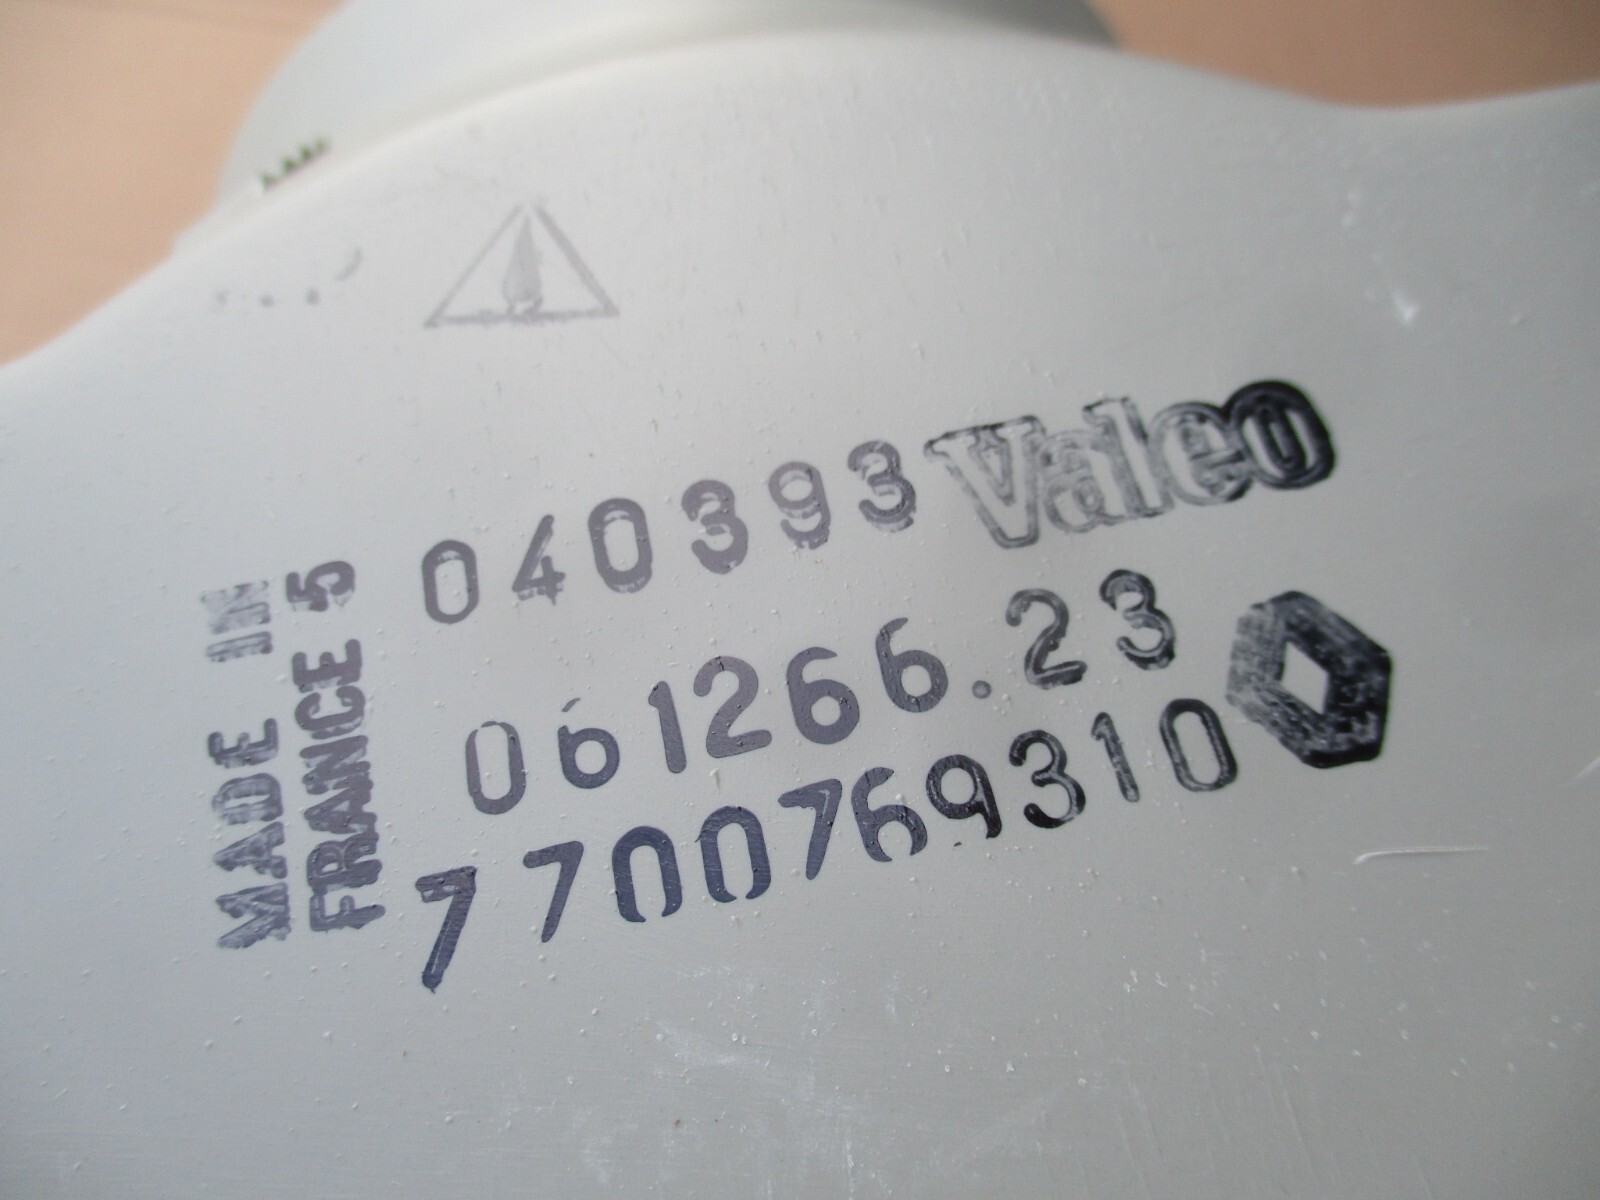 MADE IN
FRANCE 5
040393 Valeo
061266.23
7700769310